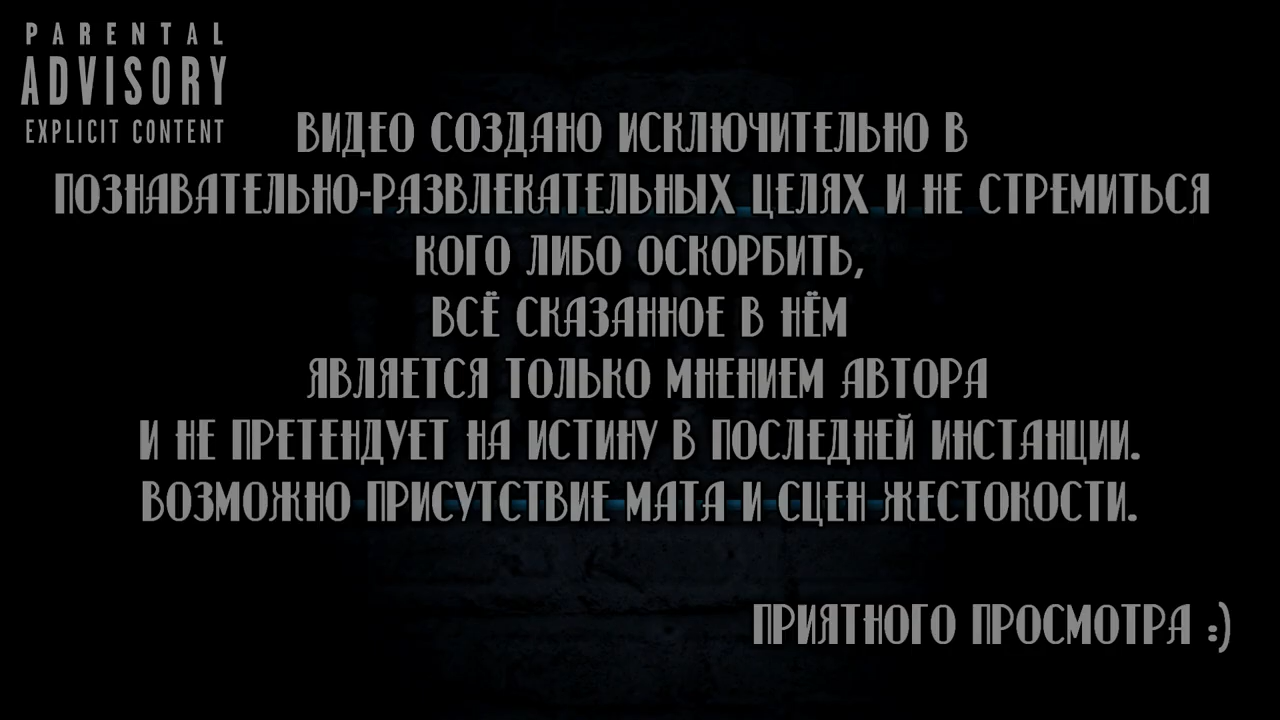 PARENTAL
ADVISORY
EXPLICIT CONTENT
ВИДЕО СОЗДАНО ИСКЛЮЧИТЕЛЬНО В
ПОЗНАВАТЕЛЬНО-РАЗВЛЕКАТЕЛЬНЫХ ЦЕЛЯХ И НЕ СТРЕМИТЬСЯ
КОГО ЛИБО ОСКОРБИТЬ,
ВСЁ СКАЗАННОЕ В НЁМ
ЯВЛЯЕТСЯ ТОЛЬКО МНЕНИЕМ АВТОРА
И НЕ ПРЕТЕНДУЕТ НА ИСТИНУ В ПОСЛЕДНЕЙ ИНСТАНЦИИ.
ВОЗМОЖНО ПРИСУТСТВИЕ МАТА И СЦЕН ЖЕСТОКОСТИ.
ПРИЯТНОГО ПРОСМОТРА :)